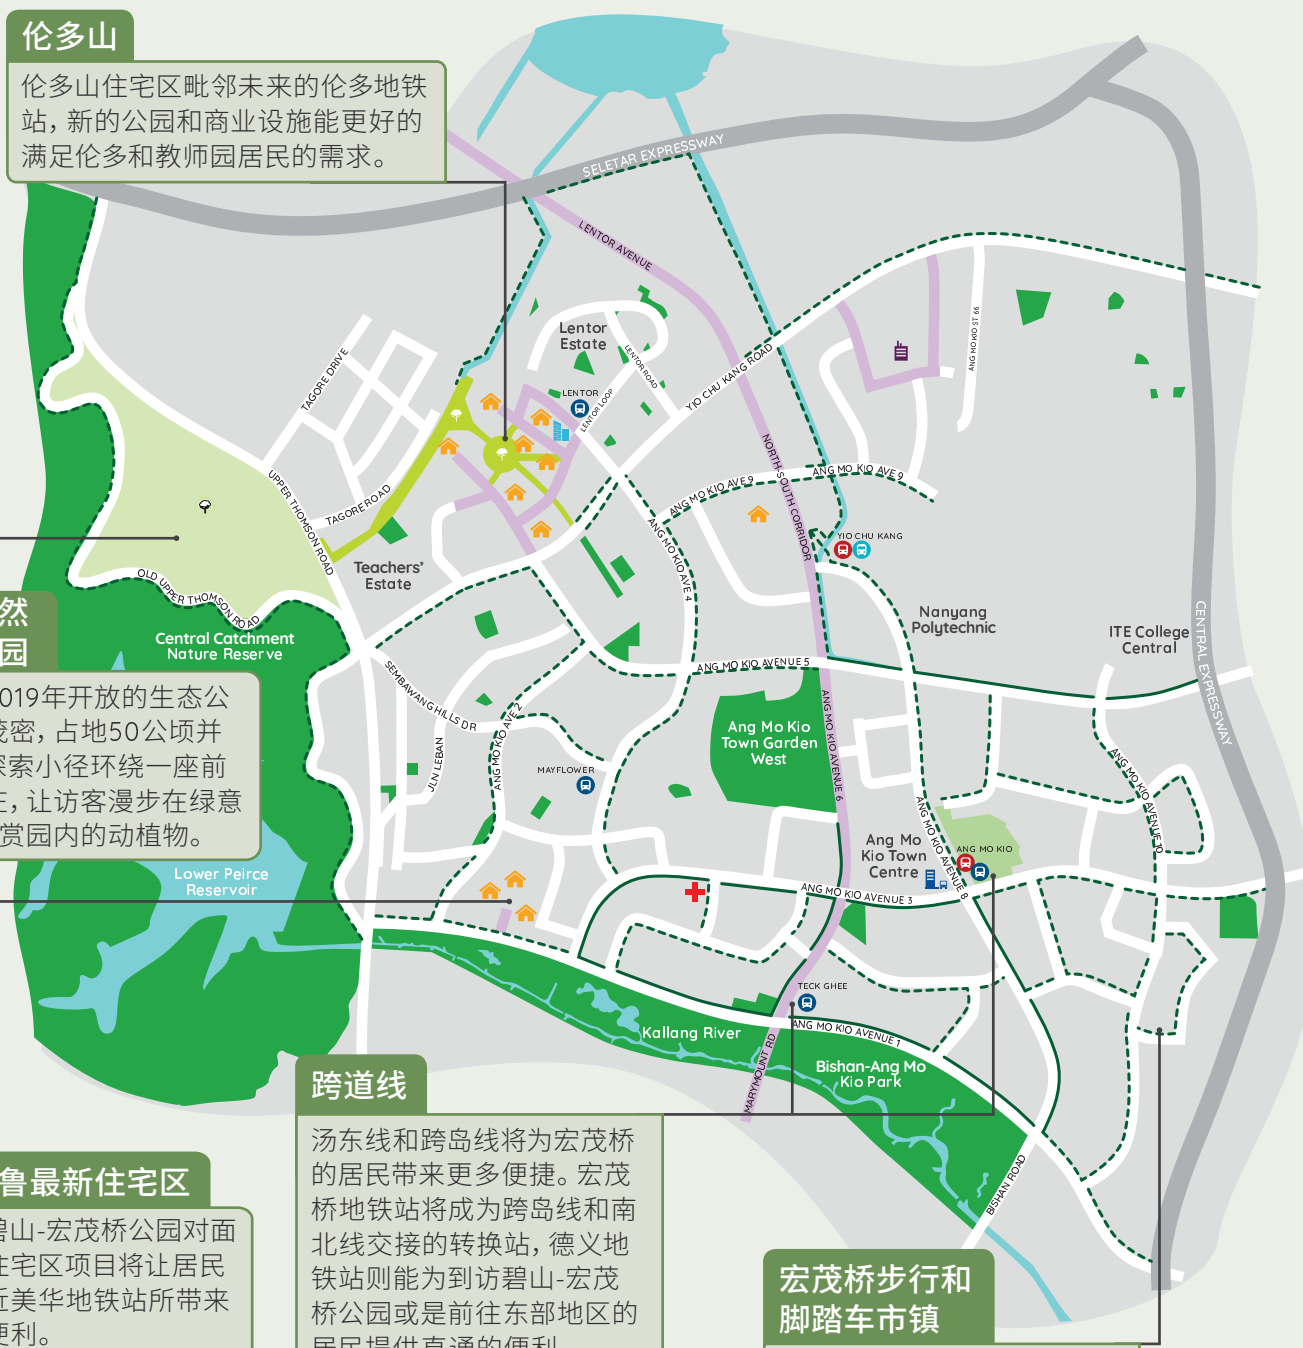 伦多山
伦多山住宅区毗邻未来的伦多地铁
站，新的公园和商业设施能更好的
满足伦多和教师园居民的需求。
SELETAR EXPRESSWAY
LENTOR AVENUE
Lentor
Estate
LENTOR ROAD
LENTOR
LENTOR LOOP
YIO CHU KANG ROAD
ANG MO KIO ST 66
TAGORE DRIVE
TAGORE ROAD
UPPER THOMSON ROAD
NORTH-SOUTH CORRIDOR
ANG MO KIO AVE 9
ANG MO KIO AVE 9
ANG MO KIO AVE 4
YIO CHU KANG
Teachers'
Estate
OLD UPPER THOMSON ROAD
Central Catchment
Nature Reserve
Nanyang
Polytechnic
ITE College
Central
CENTRAL EXPRESSWAY
ANG MO KIO AVENUE 5
SEMBAWANG HILLS DR
ANG MO KIO AVE 2
JLN LEBAN
ANG MO KIO AVENUE 6
Ang Mo Kio
Town Garden
West
MAYFLOWER
ANG MO KIO AVENUE 10
ANG MO KIO AVENUE 8
Ang Mo
Kio Town
Centre
ANG MO KIO
ANG MO KIO AVENUE 3
然
园
019年开放的生态公
茂密，占地50公顷并
探索小径环绕一座前
庄，让访客漫步在绿意
赏园内的动植物。
Lower Peirce
Reservoir
TECK GHEE
Kallang River
ANG MO KIO AVENUE 1
MARYMOUNT RD
Bishan-Ang Mo
Kio Park
BISHAN ROAD
跨道线
汤东线和跨岛线将为宏茂桥
的居民带来更多便捷。宏茂
桥地铁站将成为跨岛线和南
北线交接的转换站，德义地
铁站则能为到访碧山-宏茂
桥公园或是前往东部地区的
居民提供直通的便利
鲁最新住宅区
碧山-宏茂桥公园对面
住宅区项目将让居民
近美华地铁站所带来
便利。
宏茂桥步行和
脚踏车市镇